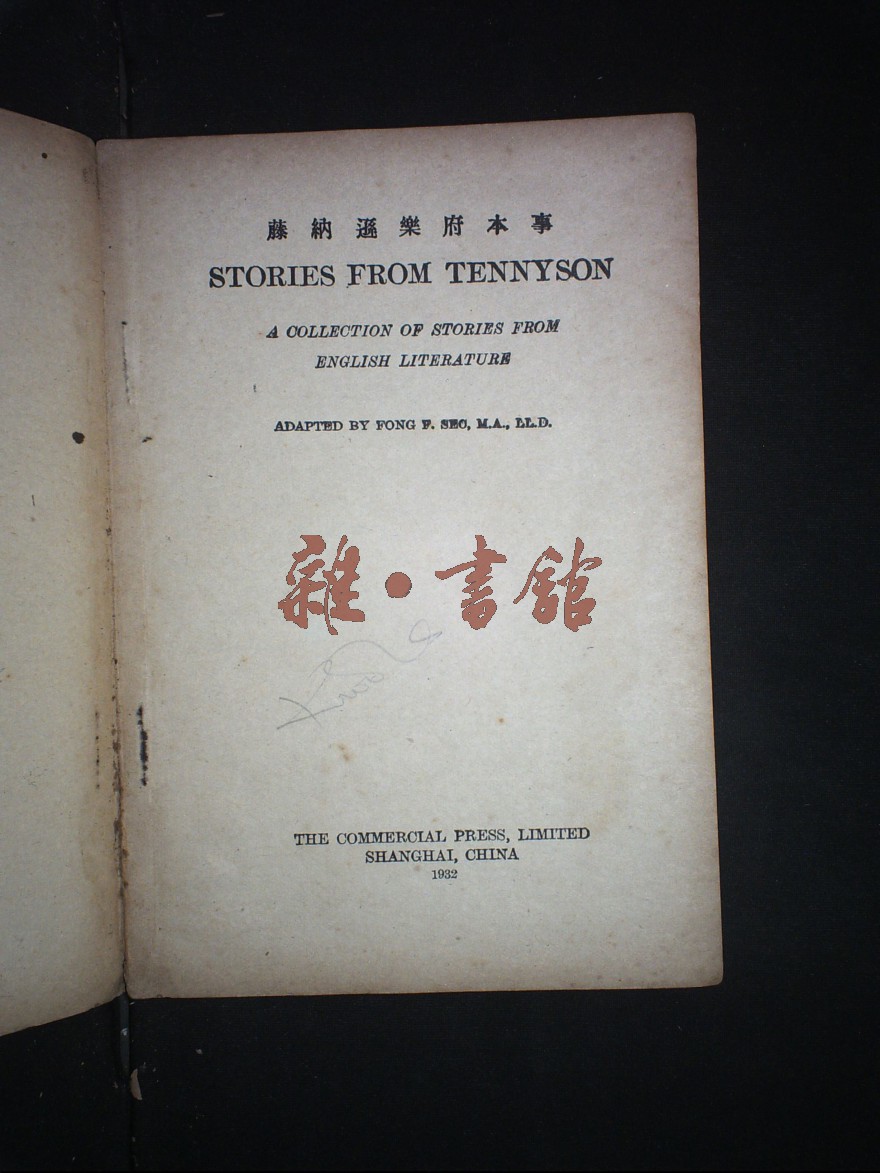 藤納遜樂府本事
STORIES FROM TENNYSON
A COLLECTION OF STORIES FROM
ENGLISH LITERATURE
ADAPTED BY FONG F. SEC, M.A., LL.D.
雜·書館
THE COMMERCIAL PRESS, LIMITED
SHANGHAI, CHINA
1932